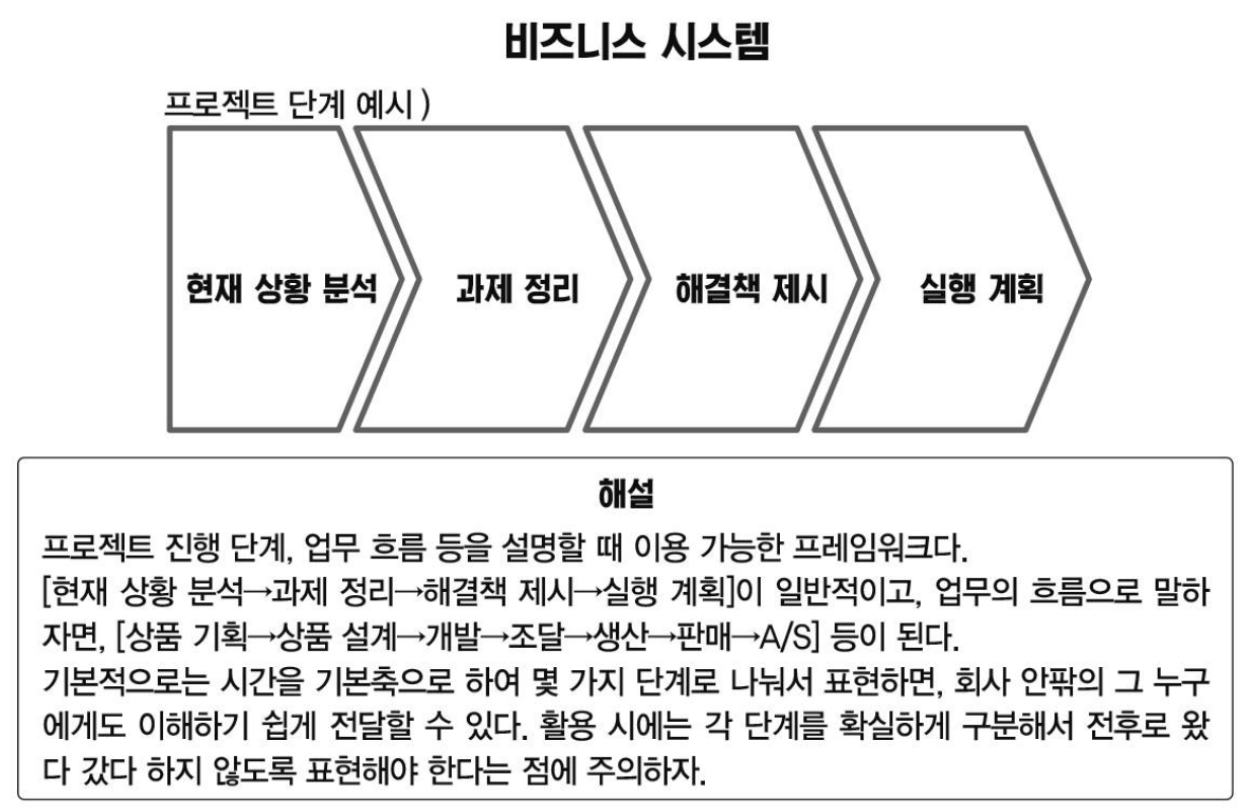 비즈니스 시스템
프로젝트 단계 예시)
현재 상황 분석
과제 정리
해결책 제시
실행 계획
해설
프로젝트 진행 단계, 업무 흐름 등을 설명할 때 이용 가능한 프레임워크다.
[현재 상황 분석→과제 정리→해결책 제시→실행 계획]이 일반적이고, 업무의 흐름으로 말하
자면, [상품 기획→상품 설계→개발→조달→생산→판매→A/S] 등이 된다.
기본적으로는 시간을 기본축으로 하여 몇 가지 단계로 나눠서 표현하면, 회사 안팎의 그 누구
에게도 이해하기 쉽게 전달할 수 있다. 활용 시에는 각 단계를 확실하게 구분해서 전후로 왔
다 갔다 하지 않도록 표현해야 한다는 점에 주의하자.